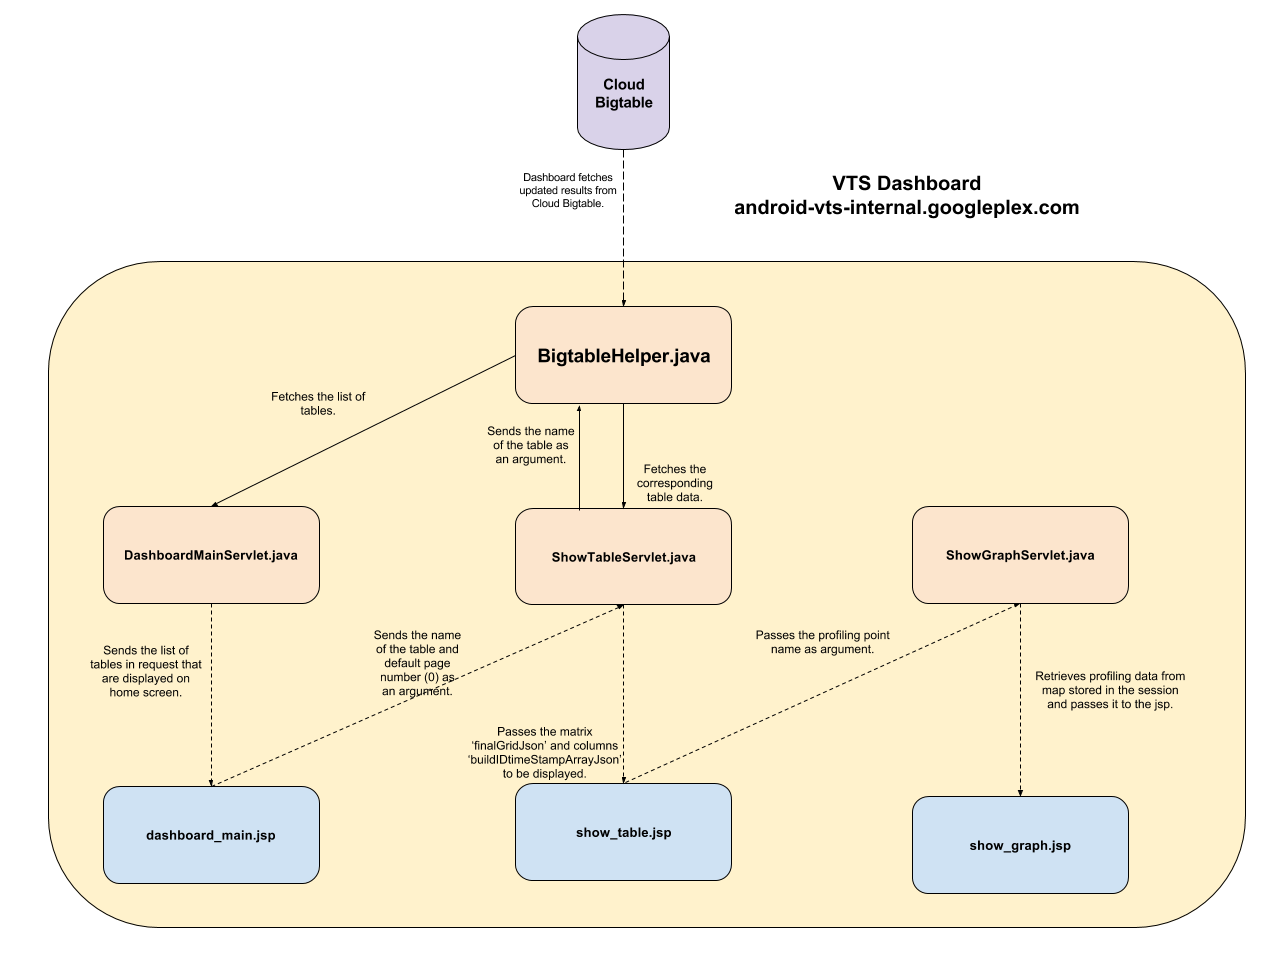 Cloud
Bigtable
Dashboard fetches
updated results from
Cloud Bigtable.
VTS Dashboard
android-vts-internal.googleplex.com
BigtableHelper.java
Fetches the list of
tables.
Sends the name
of the table as
an argument.
Fetches the
corresponding
table data.
DashboardMainServlet.java
ShowTableServlet.java
ShowGraphServlet.java
Sends the list of
tables in request that
are displayed on
home screen.
Sends the name
of the table and
default page
number (0) as
an argument.
Passes the profiling point
name as argument.
Retrieves profiling data from
map stored in the session
and passes it to the jsp.
Passes the matrix
‘finalGridJson’ and columns
‘buildIDtimeStampArrayJson’
to be displayed.
dashboard_main.jsp
show_table.jsp
show_graph.jsp